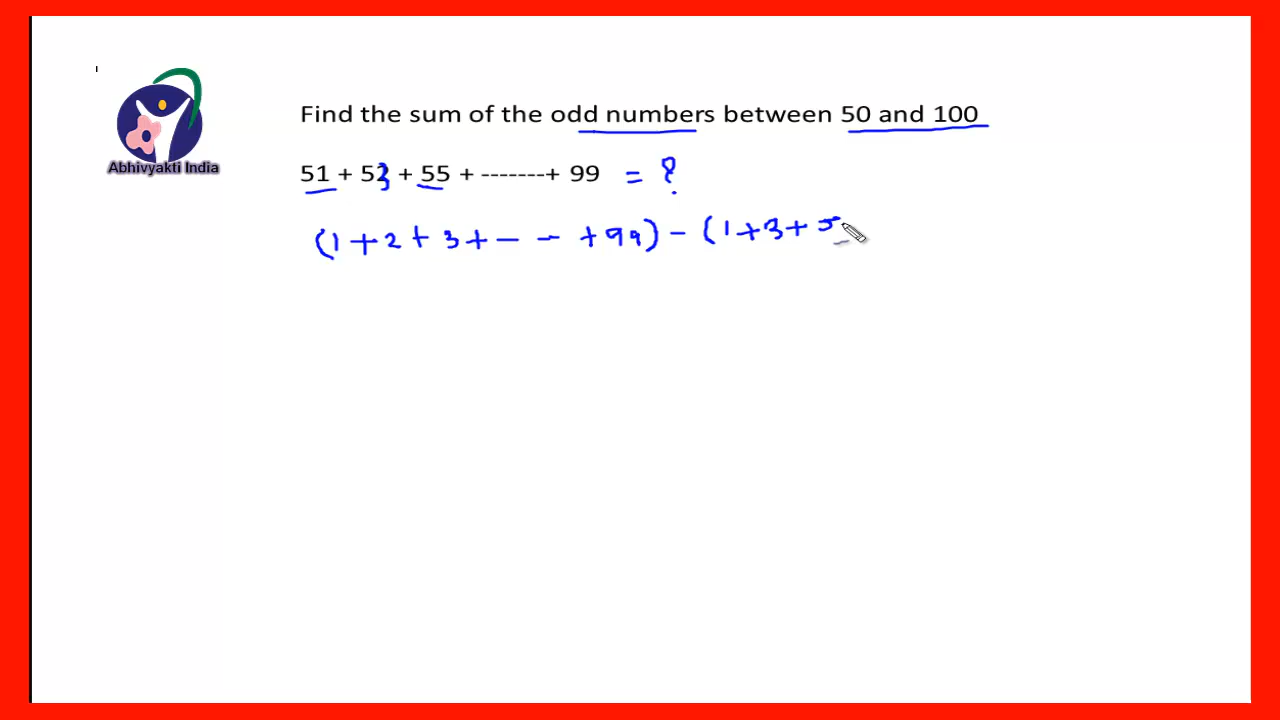 Find the sum of the odd numbers between 50 and 100
Abhivyakti India
51 + 53 + 55 + -------+ 99 = ?
(1 + 2 + 3 + - - + 99) - (1 + 3 + 5